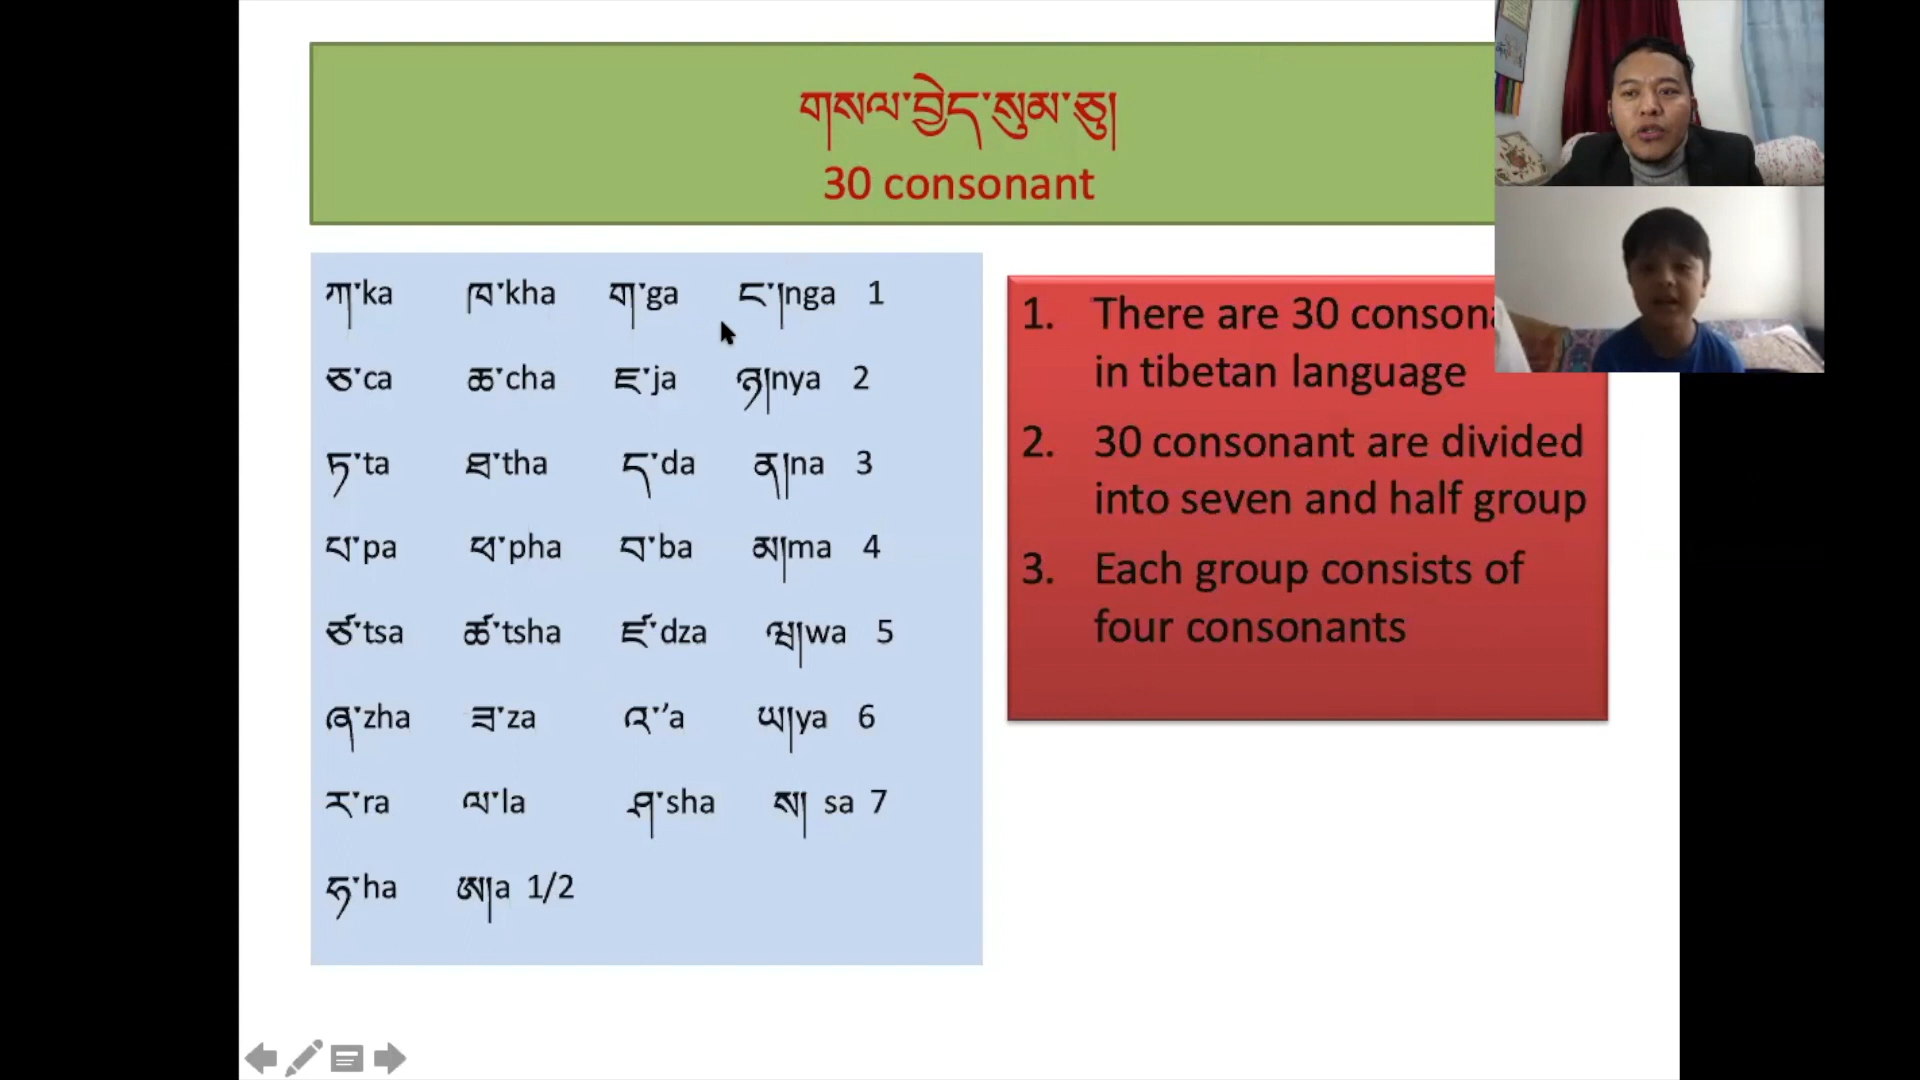 གསལ་བྱེད་སུམ་ཅུ།
30 consonant
ཀ་ka ཁ་kha ག་ga ང་།nga 1
ཅ་ca ཆ་cha ཇ་ja ཉ།nya 2
ཏ་ta ཐ་tha ད་da ན།na 3
པ་pa ཕ་pha བ་ba མ།ma 4
ཙ་tsa ཚ་tsha ཛ་dza ཝ།wa 5
ཞ་zha ཟ་za འ་’a ཡ།ya 6
ར་ra ལ་la ཤ་sha ས། sa 7
ཧ་ha ཨ།a 1/2
1. There are 30
in tibetan language
2. 30 consonant are divided
into seven and half group
3. Each group consists of
four consonants